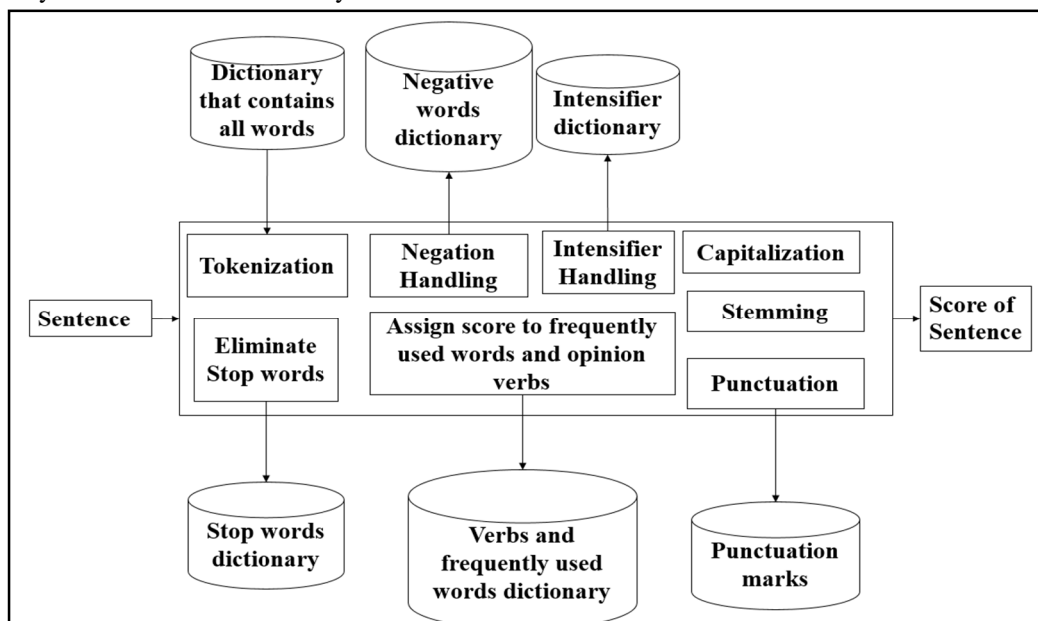 Dictionary
that contains
all words
Negative
words
dictionary
Intensifier
dictionary
Tokenization
Negation
Handling
Intensifier
Handling
Capitalization
Sentence
Stemming
Score of
Sentence
Eliminate
Stop words
Assign score to frequently
used words and opinion
verbs
Punctuation
Stop words
dictionary
Verbs and
frequently used
words dictionary
Punctuation
marks